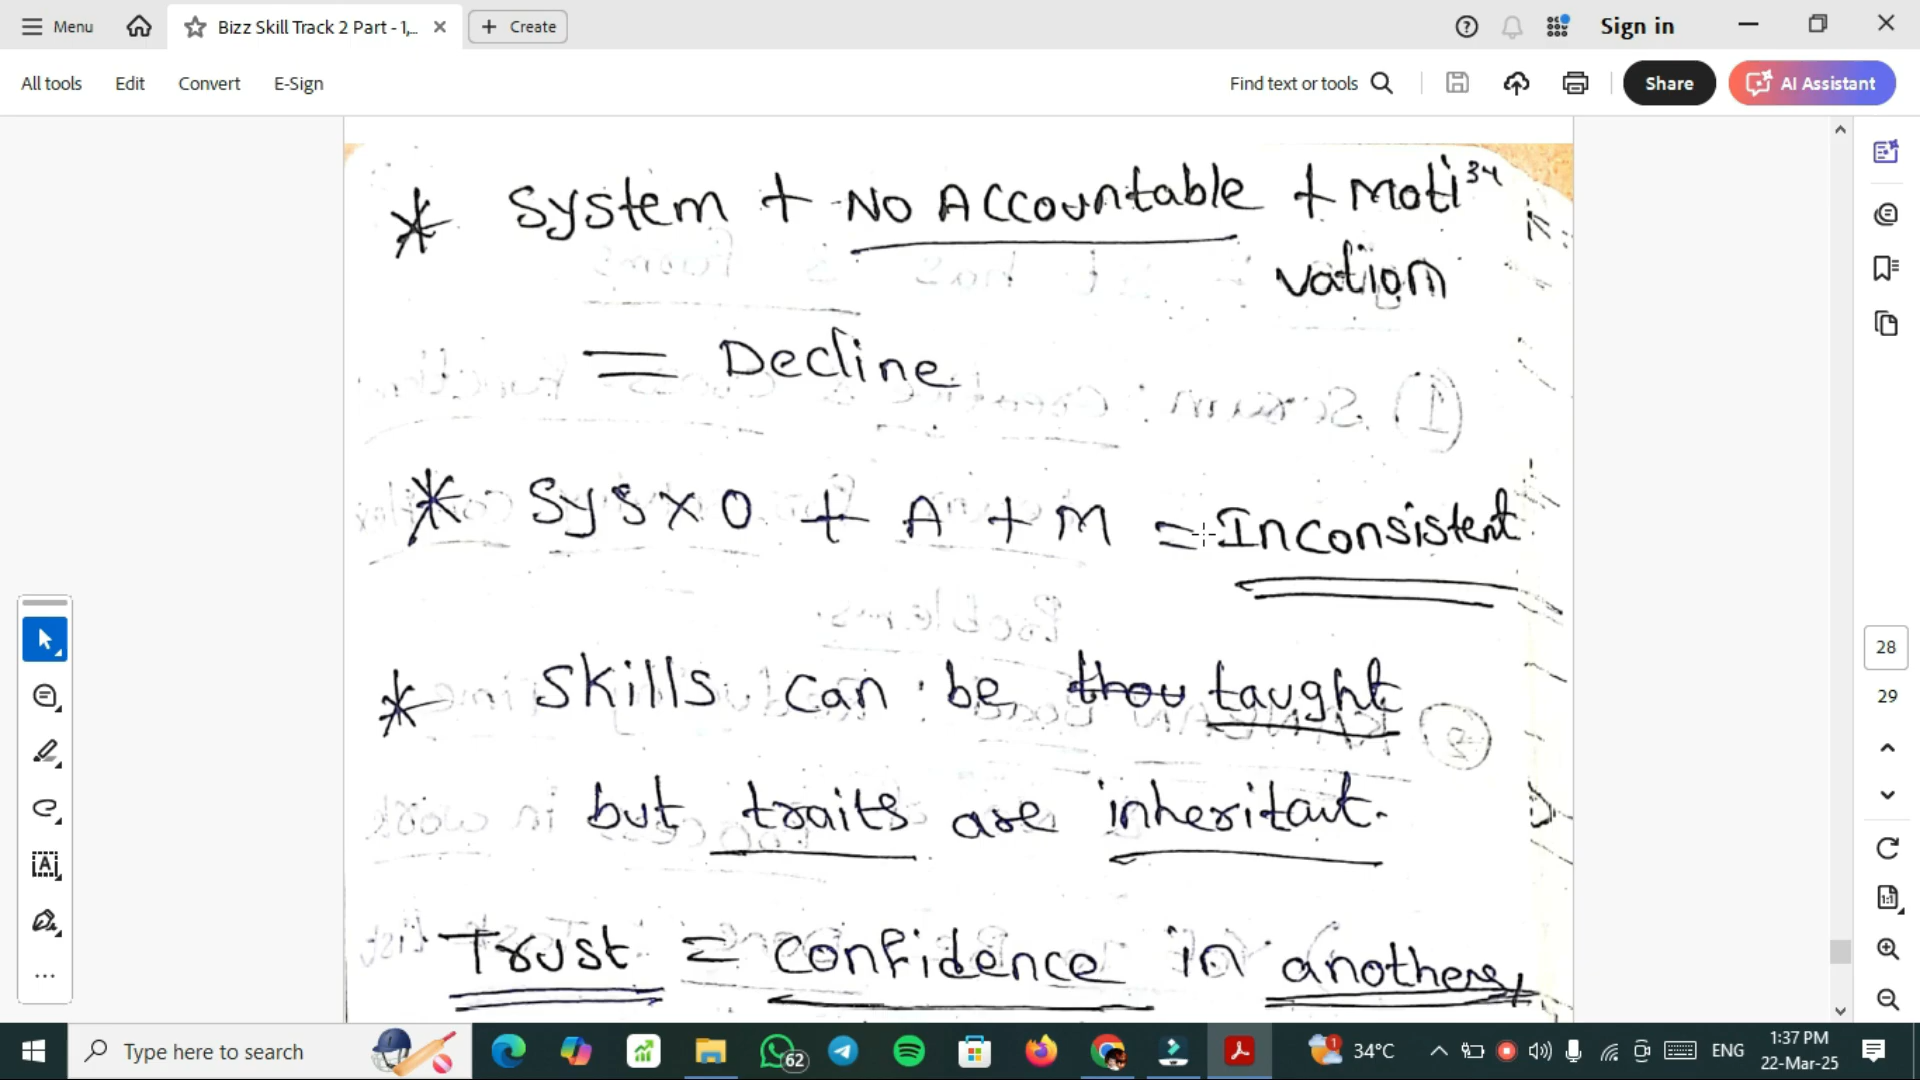 Menu
Bizz Skill Track 2 Part - 1,...
Create
Sign in
All tools
Edit
Convert
E-Sign
Find text or tools
Share
AI Assistant
34
* System + No Accountable + Moti
vation
= Decline
* Sys x 0 + A + M = Inconsistent
* Skills can be thou taught
but traits are inheritant.
Trust = confidence in anothers,
28
29
Type here to search
62
1
34°C
ENG
1:37 PM
22-Mar-25